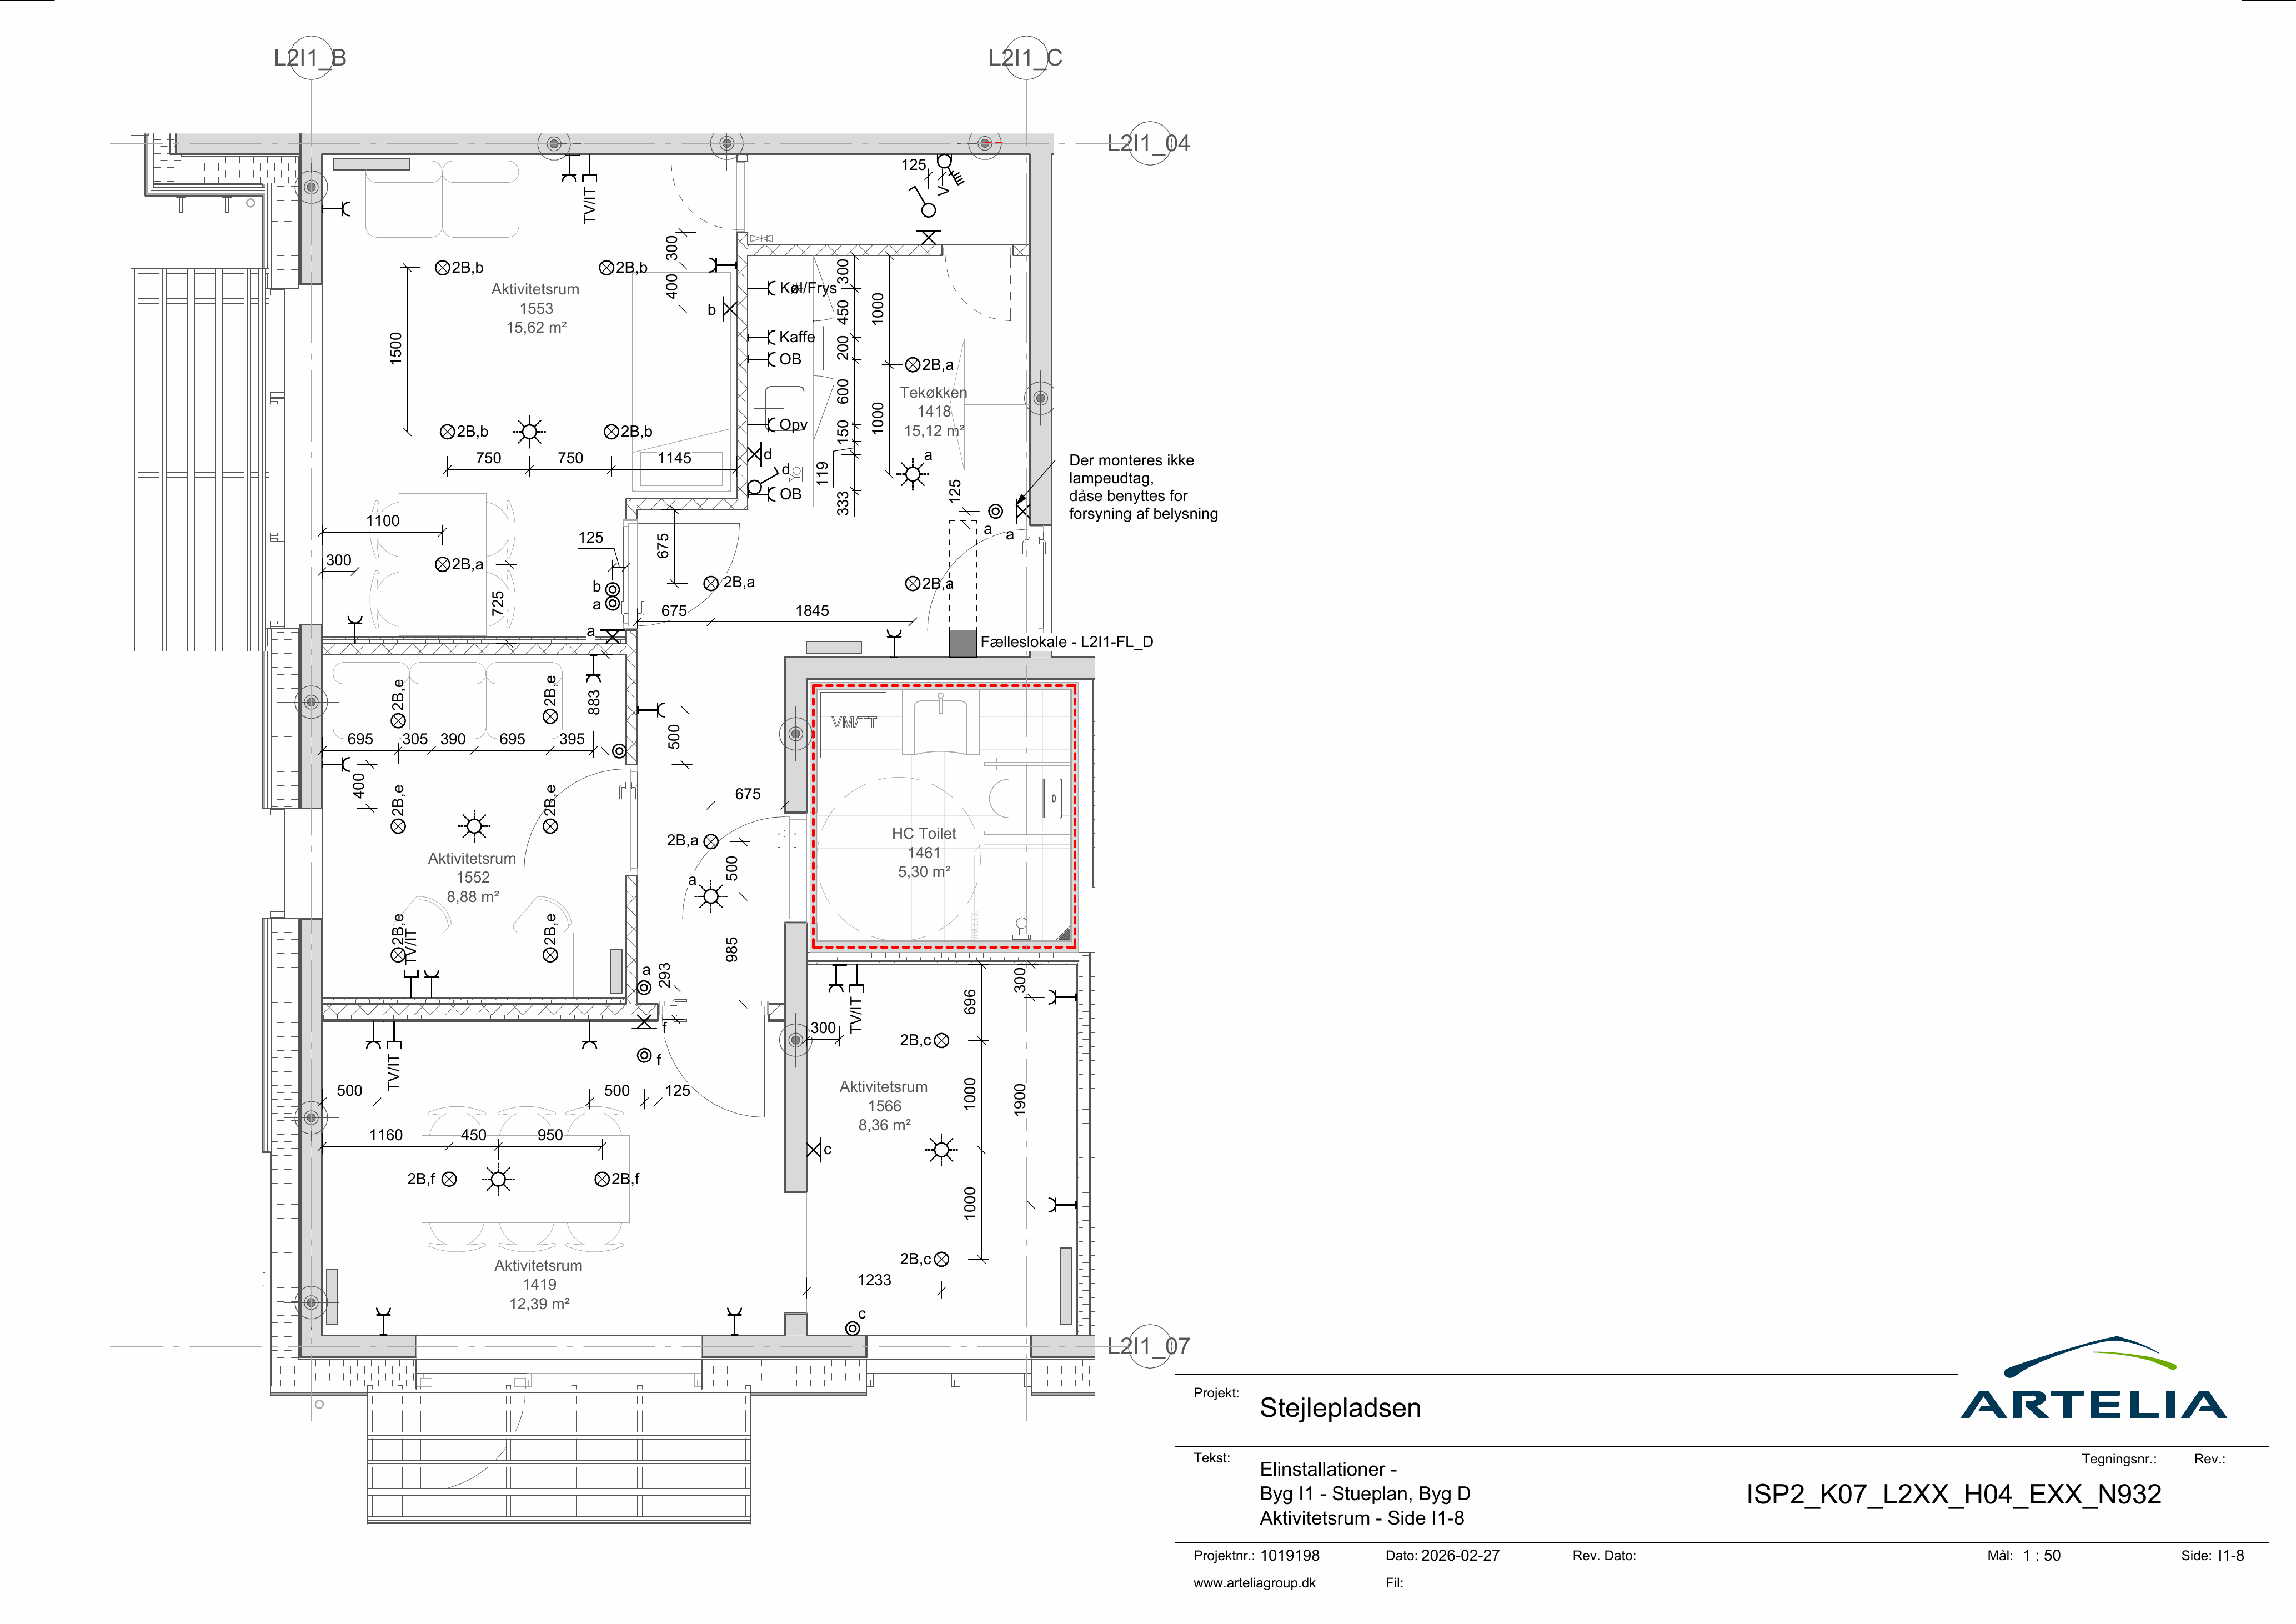 L2I1_B
L2I1_C
L2I1_04
125
V
TV/IT
300
400
b
2B,b
2B,b
Aktivitetsrum
1553
15,62 m²
1500
Køl/Frys
Kaffe
OB
Opv
d
d
OB
300
450
200
600
150
119
333
1000
1000
2B,a
Tekøkken
1418
15,12 m²
a
2B,b
2B,b
750
750
1145
Der monteres ikke
lampeudtag,
dåse benyttes for
forsyning af belysning
125
a
a
1100
300
2B,a
725
125
b
a
a
675
2B,a
2B,a
675
1845
Fælleslokale - L2I1-FL_D
2B,e
2B,e
883
695
305
390
695
395
400
500
2B,e
2B,e
Aktivitetsrum
1552
8,88 m²
2B,e
TV/IT
2B,e
VM/TT
HC Toilet
1461
5,30 m²
675
2B,a
500
a
985
a
293
f
f
TV/IT
500
500
125
1160
450
950
2B,f
2B,f
Aktivitetsrum
1419
12,39 m²
TV/IT
300
696
300
2B,c
1000
1900
Aktivitetsrum
1566
8,36 m²
c
1000
2B,c
1233
c
L2I1_07
ARTELIA
Projekt:
Stejlepladsen
Tekst:
Elinstallationer -
Byg I1 - Stueplan, Byg D
Aktivitetsrum - Side I1-8
Tegningsnr.:
Rev.:
ISP2_K07_L2XX_H04_EXX_N932
Projektnr.: 1019198
Dato: 2026-02-27
Rev. Dato:
Mål: 1 : 50
Side: I1-8
www.arteliagroup.dk
Fil: